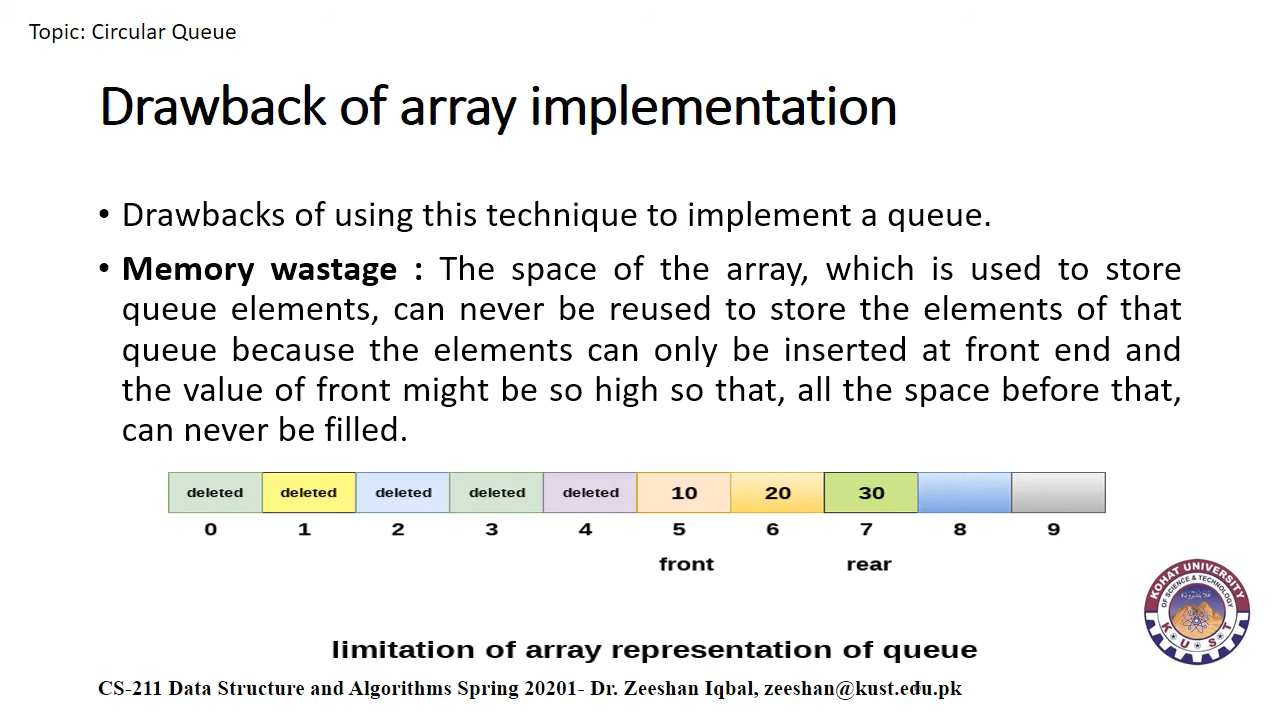 Topic: Circular Queue
Drawback of array implementation
• Drawbacks of using this technique to implement a queue.
• Memory wastage : The space of the array, which is used to store
queue elements, can never be reused to store the elements of that
queue because the elements can only be inserted at front end and
the value of front might be so high so that, all the space before that,
can never be filled.
deleted deleted deleted deleted deleted 10 20 30
0 1 2 3 4 5 6 7 8 9
front rear
KOHAT UNIVERSITY
OF SCIENCE & TECHNOLOGY
K U S T
limitation of array representation of queue
CS-211 Data Structure and Algorithms Spring 20201- Dr. Zeeshan Iqbal, zeeshan@kust.edu.pk